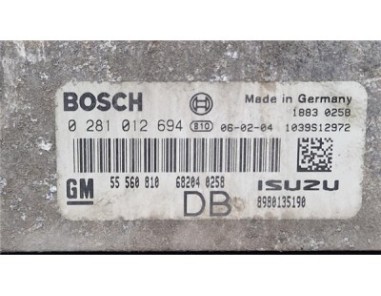 BOSCH Made in Germany
1883 0258
0 281 012 694 B10 06-02-04 1039S12972
GM 55 560 810 68204 0258 ISUZU
DB 8980135190